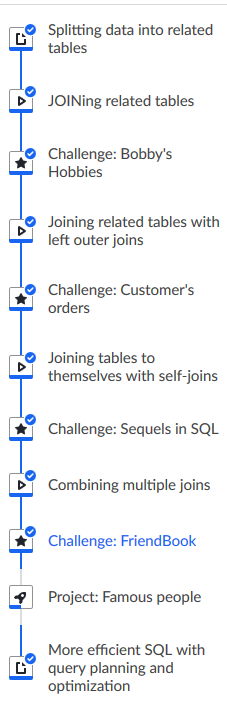 Splitting data into related
tables
JOINing related tables
Challenge: Bobby's
Hobbies
Joining related tables with
left outer joins
Challenge: Customer's
orders
Joining tables to
themselves with self-joins
Challenge: Sequels in SQL
Combining multiple joins
Challenge: FriendBook
Project: Famous people
More efficient SQL with
query planning and
optimization